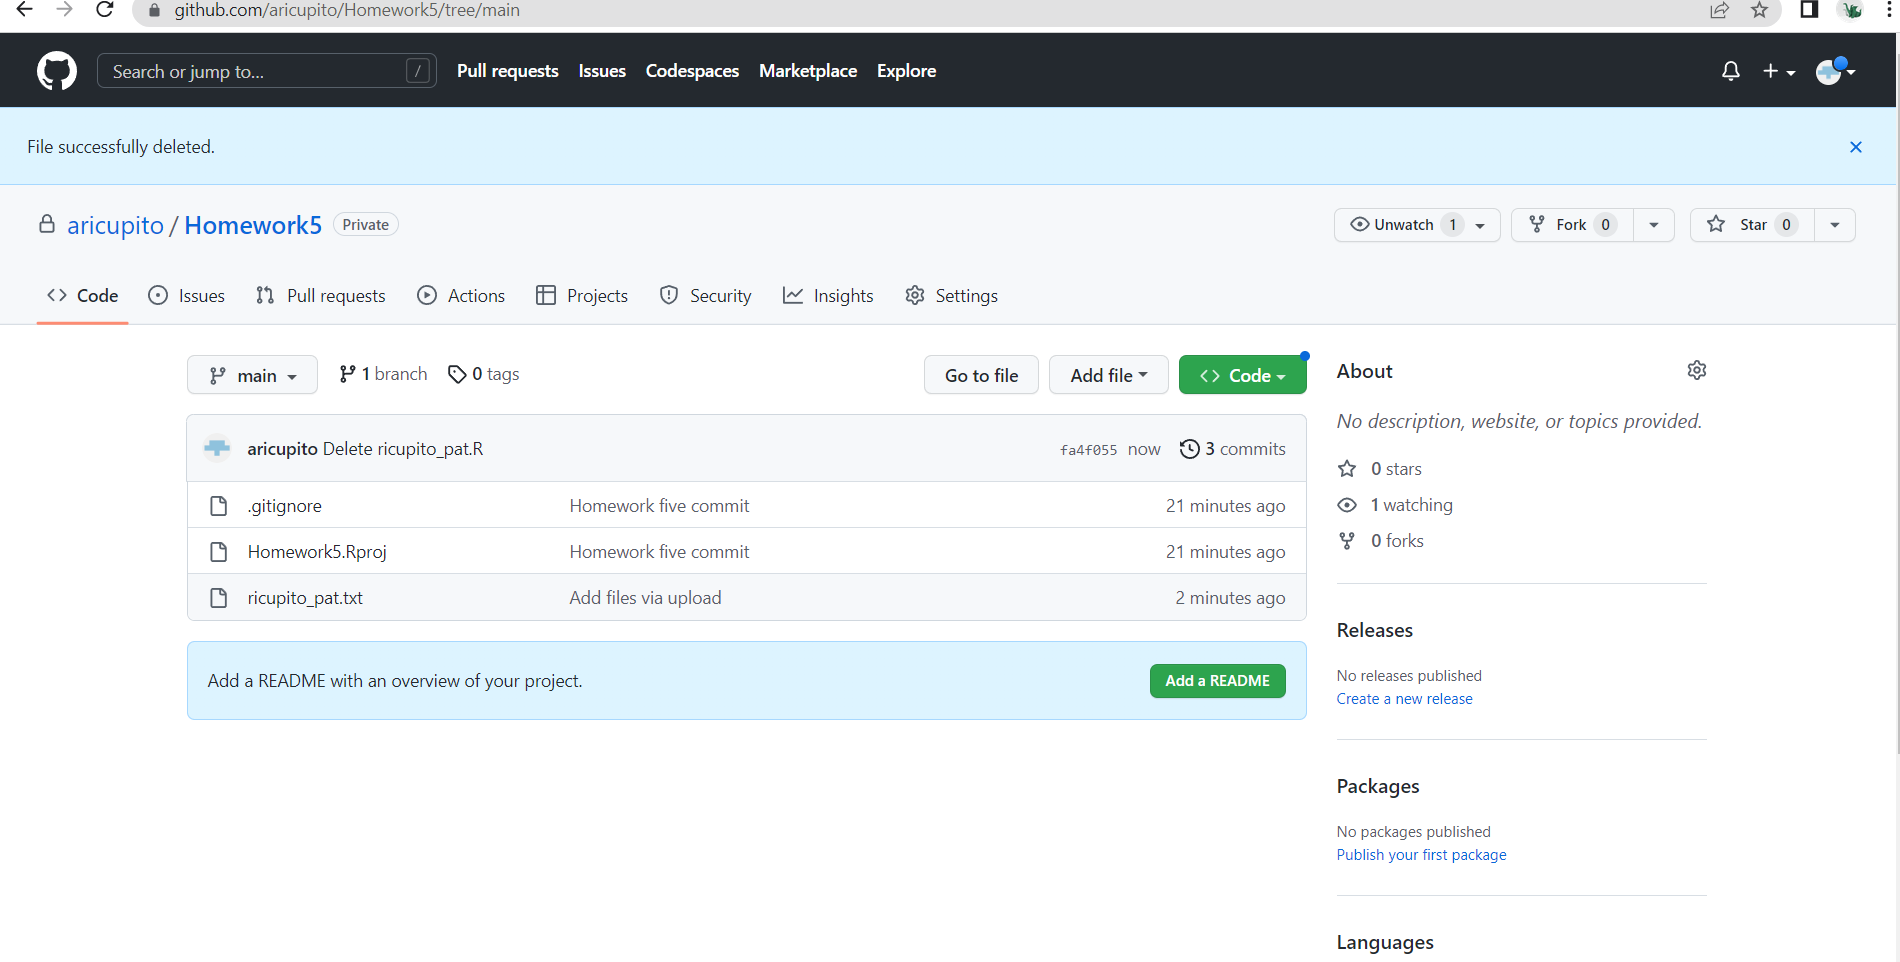 github.com/aricupito/Homework5/tree/main
Search or jump to... /
Pull requests Issues Codespaces Marketplace Explore
File successfully deleted.
aricupito / Homework5 Private
Unwatch 1 Fork 0 Star 0
Code Issues Pull requests Actions Projects Security Insights Settings
main 1 branch 0 tags Go to file Add file Code
aricupito Delete ricupito_pat.R fa4f055 now 3 commits
.gitignore Homework five commit 21 minutes ago
Homework5.Rproj Homework five commit 21 minutes ago
ricupito_pat.txt Add files via upload 2 minutes ago
Add a README with an overview of your project. Add a README
About
No description, website, or topics provided.
0 stars
1 watching
0 forks
Releases
No releases published
Create a new release
Packages
No packages published
Publish your first package
Languages